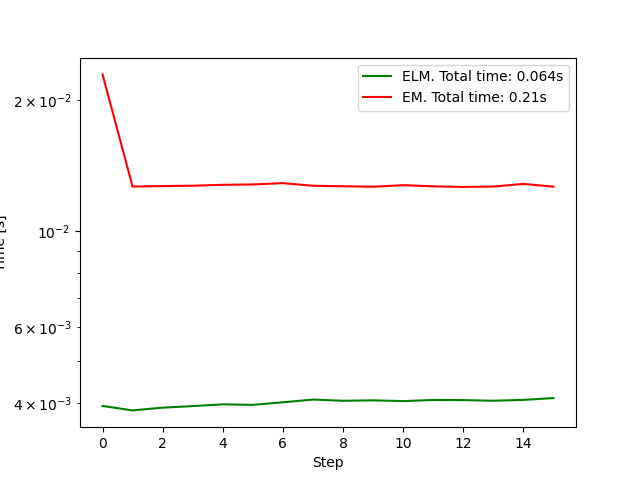 ELM. Total time: 0.064s
EM. Total time: 0.21s
2 × 10⁻²
10⁻²
6 × 10⁻³
4 × 10⁻³
[s]
0 2 4 6 8 10 12 14
Step